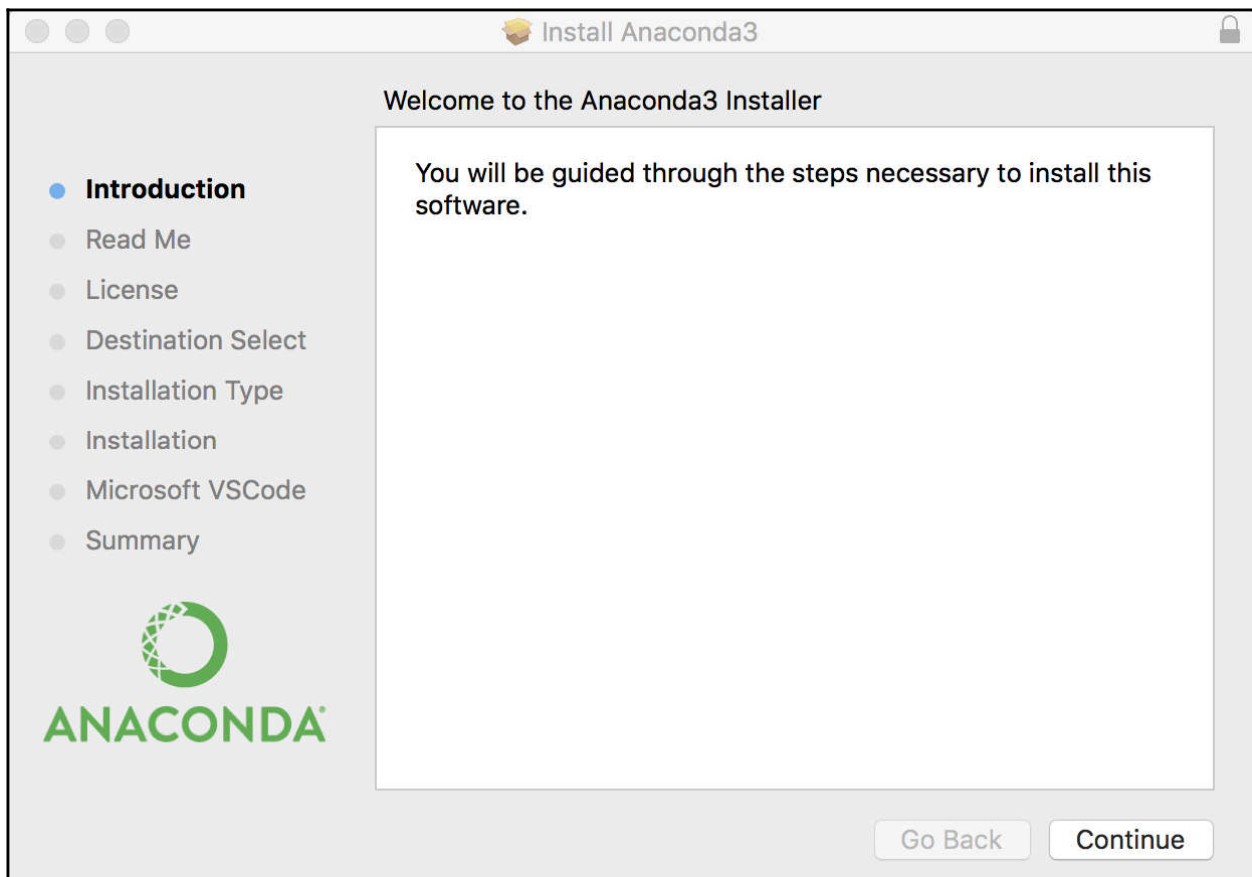 Install Anaconda3
Welcome to the Anaconda3 Installer
Introduction
Read Me
License
Destination Select
Installation Type
Installation
Microsoft VSCode
Summary
ANACONDA®
You will be guided through the steps necessary to install this
software.
Go Back
Continue